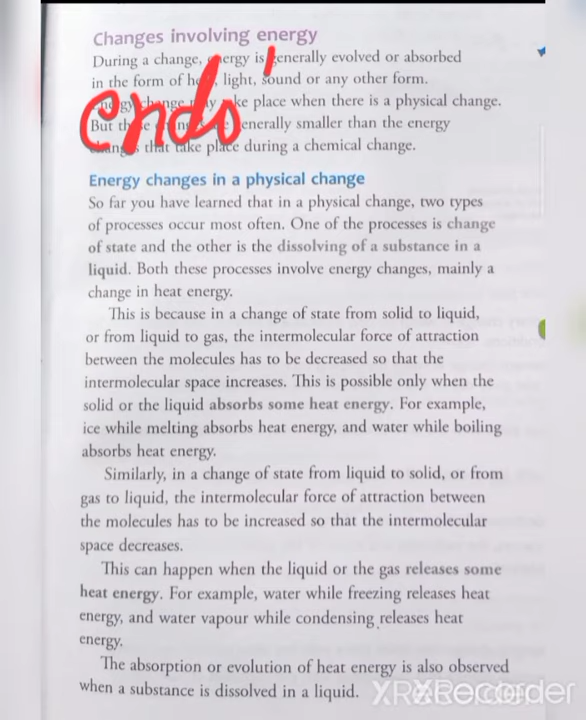 Changes involving energy
During a change, energy is generally evolved or absorbed
in the form of heat, light, sound or any other form.
Energy change may take place when there is a physical change.
But these generally smaller than the energy
changes that take place during a chemical change.
endo
Energy changes in a physical change
So far you have learned that in a physical change, two types
of processes occur most often. One of the processes is change
of state and the other is the dissolving of a substance in a
liquid. Both these processes involve energy changes, mainly a
change in heat energy.
This is because in a change of state from solid to liquid,
or from liquid to gas, the intermolecular force of attraction
between the molecules has to be decreased so that the
intermolecular space increases. This is possible only when the
solid or the liquid absorbs some heat energy. For example,
ice while melting absorbs heat energy, and water while boiling
absorbs heat energy.
Similarly, in a change of state from liquid to solid, or from
gas to liquid, the intermolecular force of attraction between
the molecules has to be increased so that the intermolecular
space decreases.
This can happen when the liquid or the gas releases some
heat energy. For example, water while freezing releases heat
energy, and water vapour while condensing releases heat
energy.
The absorption or evolution of heat energy is also observed
when a substance is dissolved in a liquid.
XRecorder